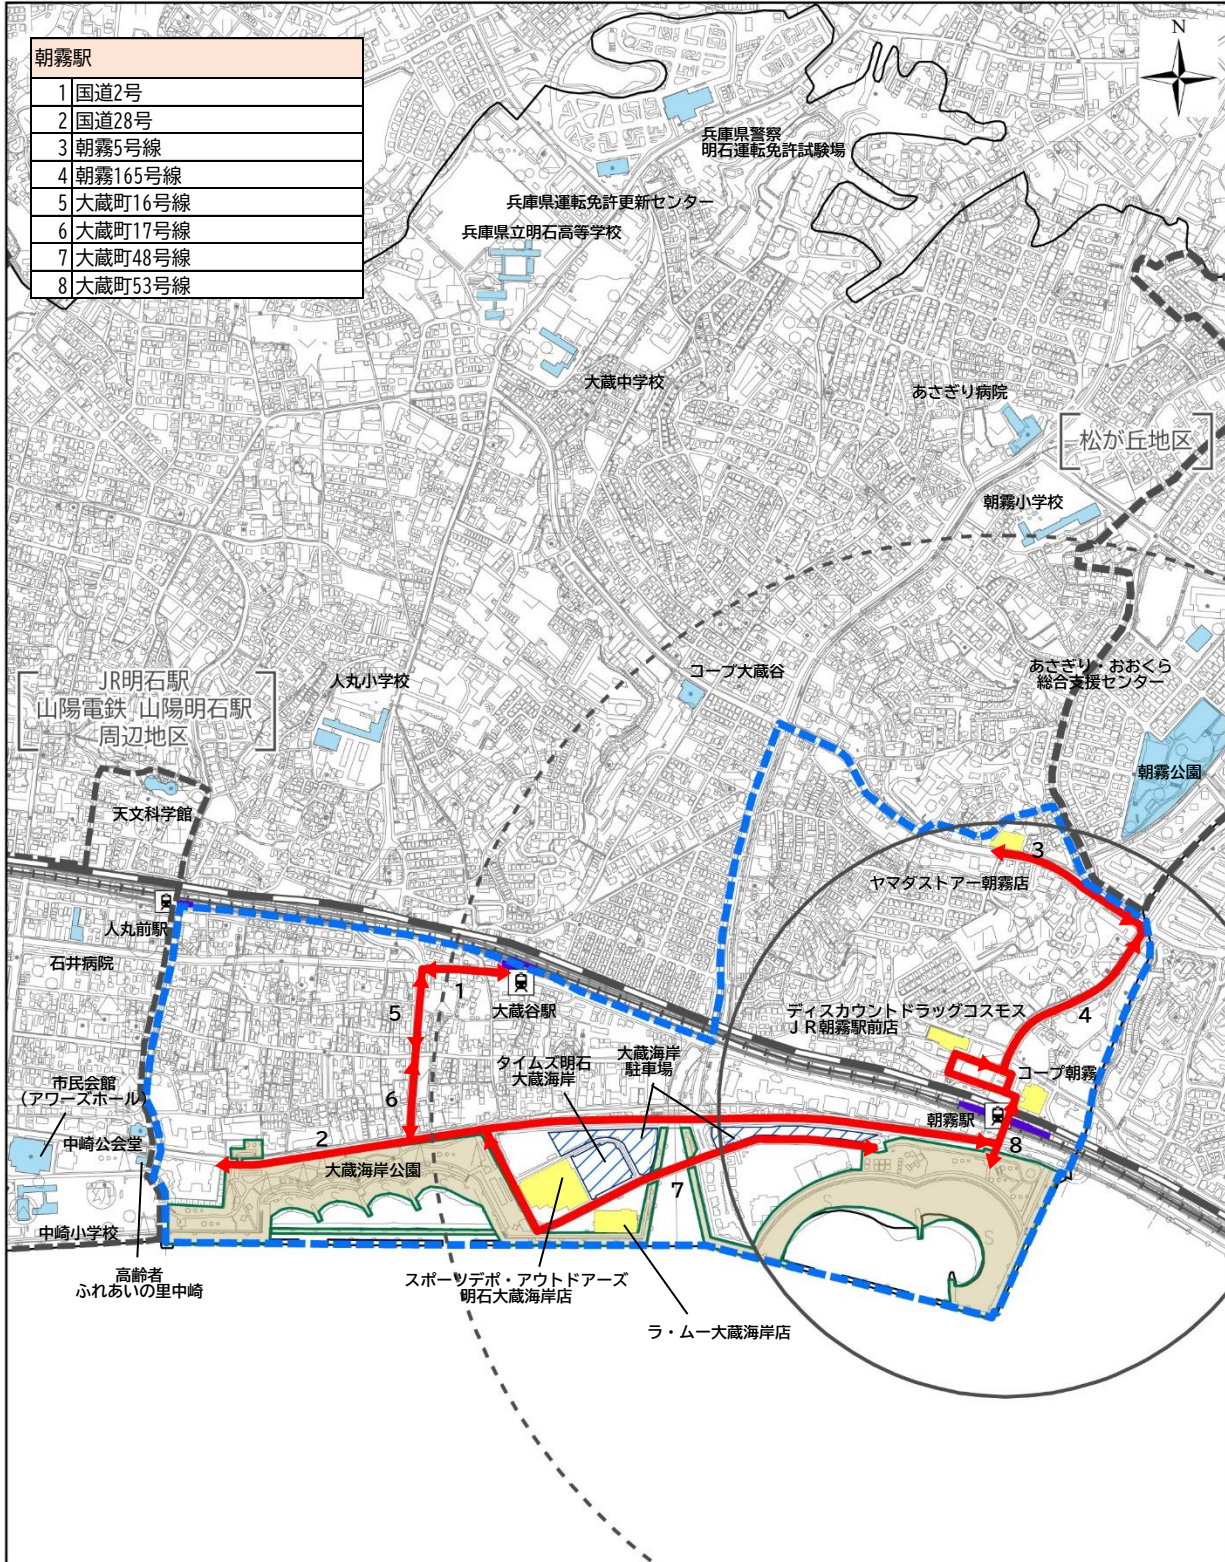 朝霧駅
1 国道2号
2 国道28号
3 朝霧5号線
4 朝霧165号線
5 大蔵町16号線
6 大蔵町17号線
7 大蔵町48号線
8 大蔵町53号線
N
兵庫県警察
明石運転免許試験場
兵庫県運転免許更新センター
兵庫県立明石高等学校
大蔵中学校
あさぎり病院
松が丘地区
朝霧小学校
コープ大蔵谷
あさぎり・おおくら
総合支援センター
人丸小学校
JR明石駅
山陽電鉄 山陽明石駅
周辺地区
朝霧公園
天文科学館
3
ヤマダストアー朝霧店
人丸前駅
石井病院
1
大蔵谷駅
5
ディスカウントドラッグコスモス
JR朝霧駅前店
4
タイムズ明石
大蔵海岸
大蔵海岸
駐車場
コープ朝霧
市民会館
(アワーズホール)
6
朝霧駅
中崎公会堂
2
8
大蔵海岸公園
7
S
S
S
中崎小学校
高齢者
ふれあいの里中崎
スポーツデポ・アウトドアーズ
明石大蔵海岸店
ラ・ムー大蔵海岸店